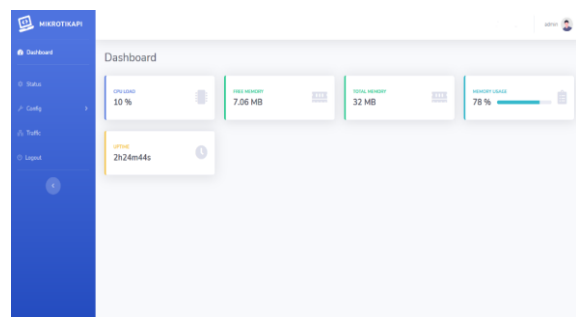 MIKROTIKAPI
admin
Dashboard
Dashboard
Status
Config
Traffic
Logout
CPU LOAD
10 %
FREE MEMORY
7.06 MB
TOTAL MEMORY
32 MB
MEMORY USAGE
78 %
UPTIME
2h24m44s